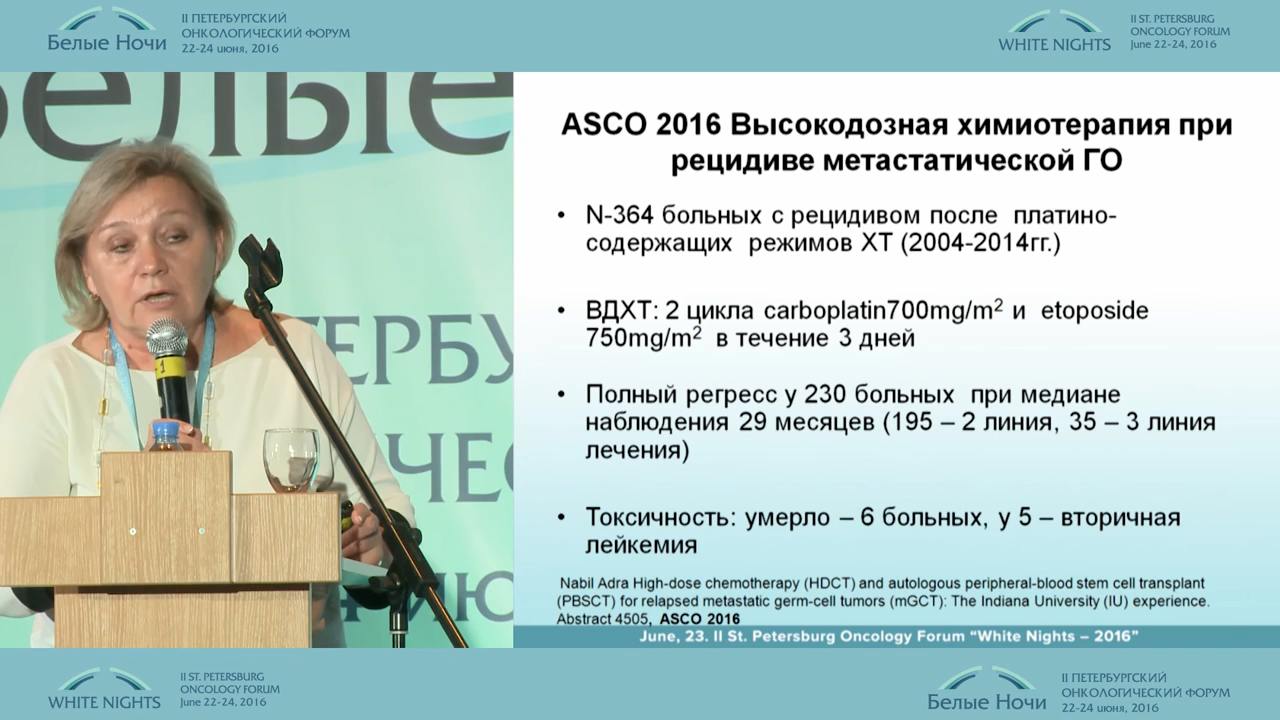 Белые Ночи
II ПЕТЕРБУРГСКИЙ
ОНКОЛОГИЧЕСКИЙ ФОРУМ
22-24 июня, 2016
WHITE NIGHTS
II ST. PETERSBURG
ONCOLOGY FORUM
June 22-24, 2016
ЕРБУ
ЧЕС
ASCO 2016 Высокодозная химиотерапия при
рецидиве метастатической ГО
• N-364 больных с рецидивом после платино-
содержащих режимов ХТ (2004-2014гг.)
• ВДХТ: 2 цикла carboplatin700mg/m² и etoposide
750mg/m² в течение 3 дней
• Полный регресс у 230 больных при медиане
наблюдения 29 месяцев (195 – 2 линия, 35 – 3 линия
лечения)
• Токсичность: умерло – 6 больных, у 5 – вторичная
лейкемия
Nabil Adra High-dose chemotherapy (HDCT) and autologous peripheral-blood stem cell transplant
(PBSCT) for relapsed metastatic germ-cell tumors (mGCT): The Indiana University (IU) experience.
Abstract 4505, ASCO 2016
June, 23. II St. Petersburg Oncology Forum “White Nights – 2016”
WHITE NIGHTS
II ST. PETERSBURG
ONCOLOGY FORUM
June 22-24, 2016
Белые Ночи
II ПЕТЕРБУРГСКИЙ
ОНКОЛОГИЧЕСКИЙ ФОРУМ
22-24 июня, 2016